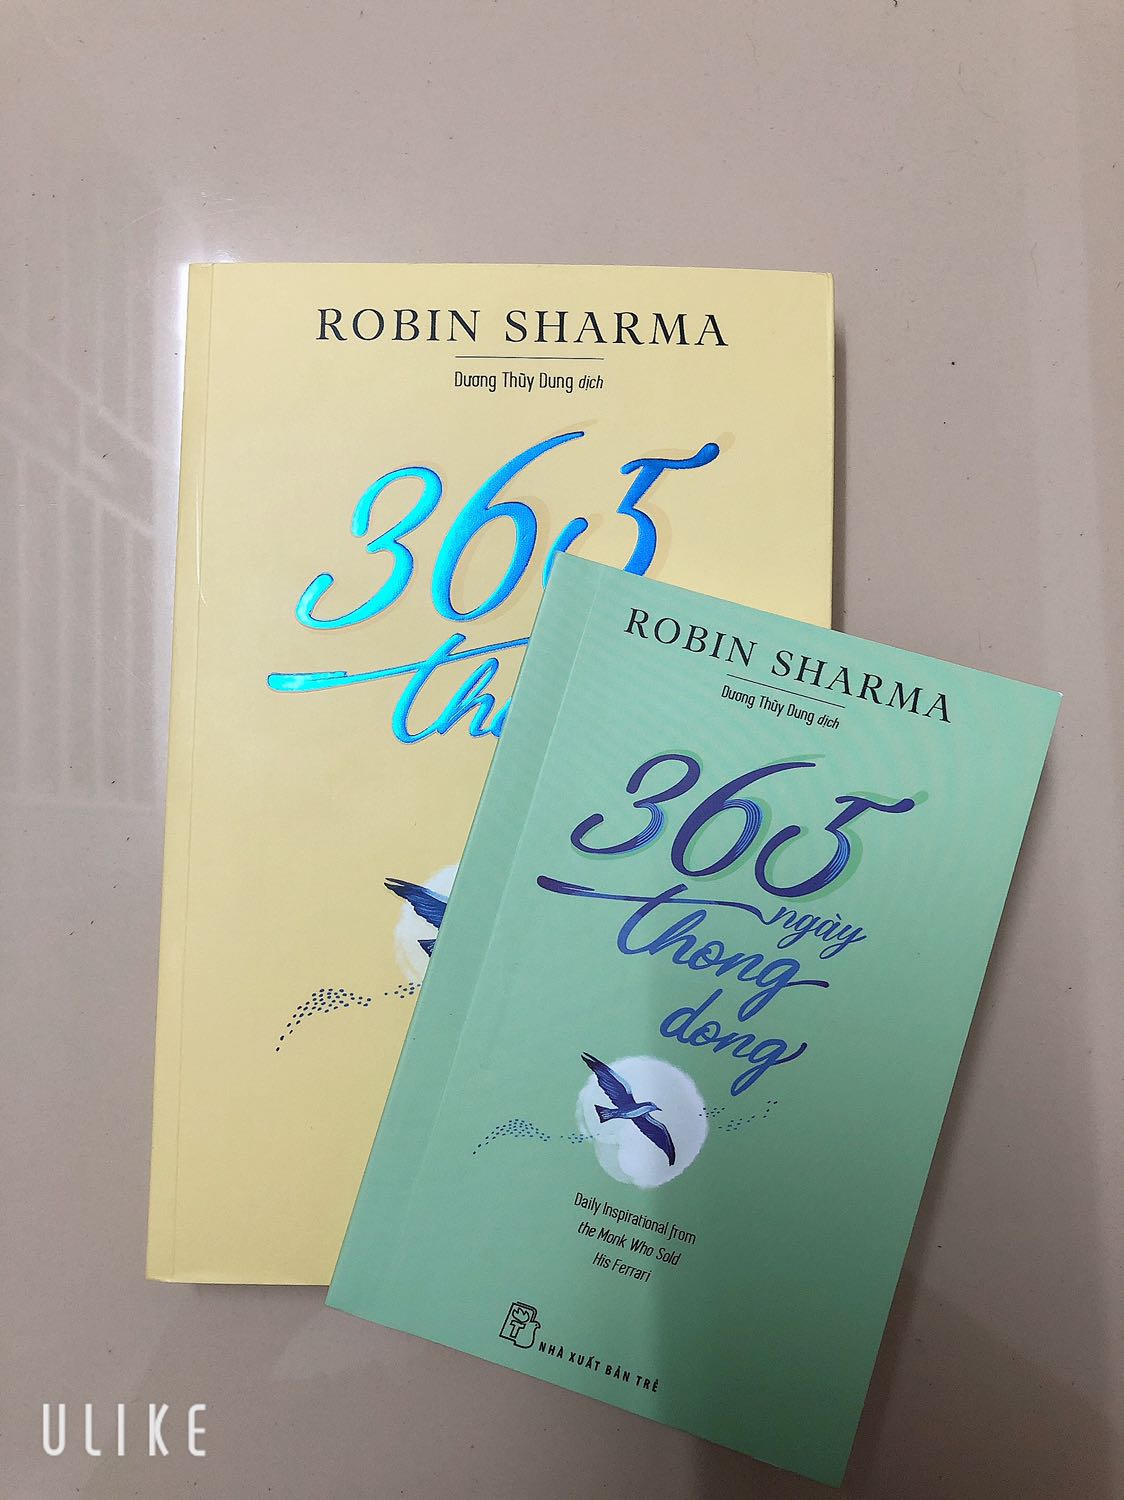 ROBIN SHARMA
Dương Thùy Dung dịch
365
ROBIN SHARMA
Dương Thùy Dung dịch
365
ngày
thong
dong
Daily Inspirational from
the Monk Who Sold
His Ferrari
NHÀ XUẤT BẢN TRẺ
ULIKE